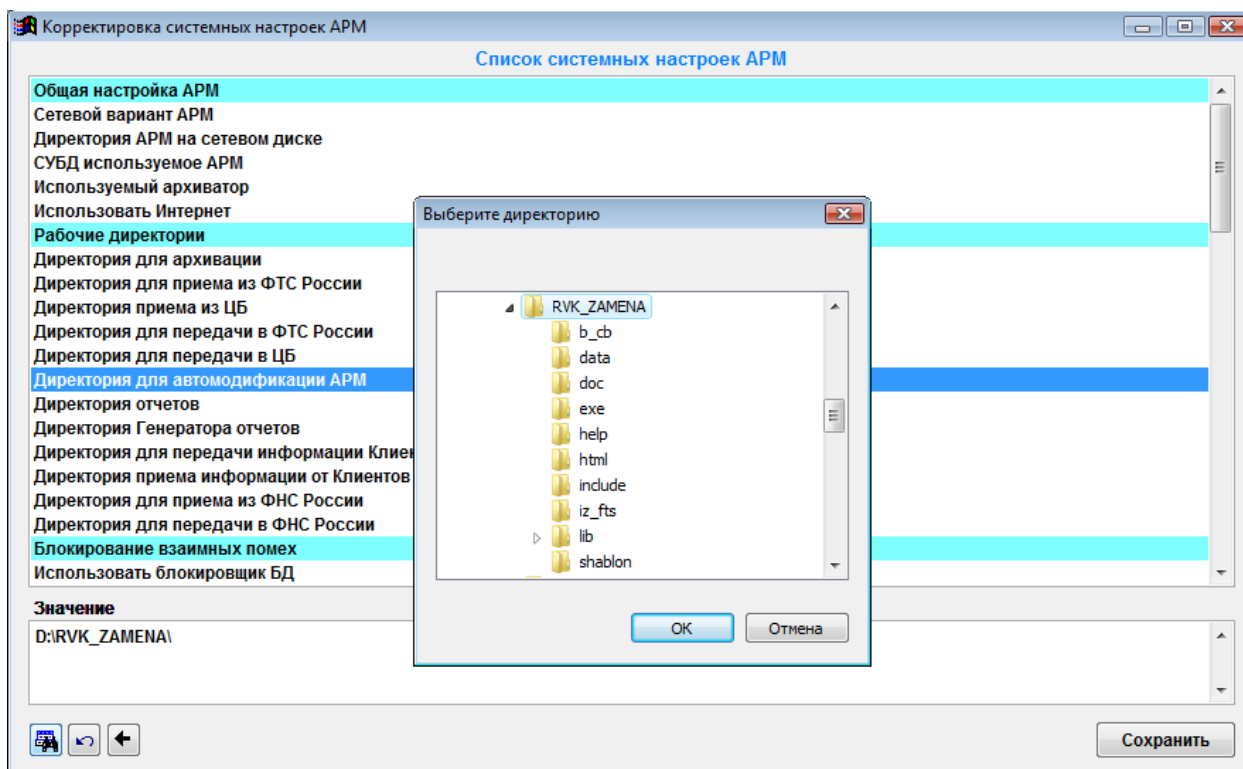 Корректировка системных настроек АРМ
Список системных настроек АРМ
Общая настройка АРМ
Сетевой вариант АРМ
Директория АРМ на сетевом диске
СУБД используемое АРМ
Используемый архиватор
Использовать Интернет
Рабочие директории
Директория для архивации
Директория для приема из ФТС России
Директория приема из ЦБ
Директория для передачи в ФТС России
Директория для передачи в ЦБ
Директория для автомодификации АРМ
Директория отчетов
Директория Генератора отчетов
Директория для передачи информации Клиен
Директория приема информации от Клиентов
Директория для приема из ФНС России
Директория для передачи в ФНС России
Блокирование взаимных помех
Использовать блокировщик БД
Выберите директорию
RVK_ZAMENA
b_cb
data
doc
exe
help
html
include
iz_fts
lib
shablon
OK
Отмена
Значение
D:\RVK_ZAMENA\
Сохранить